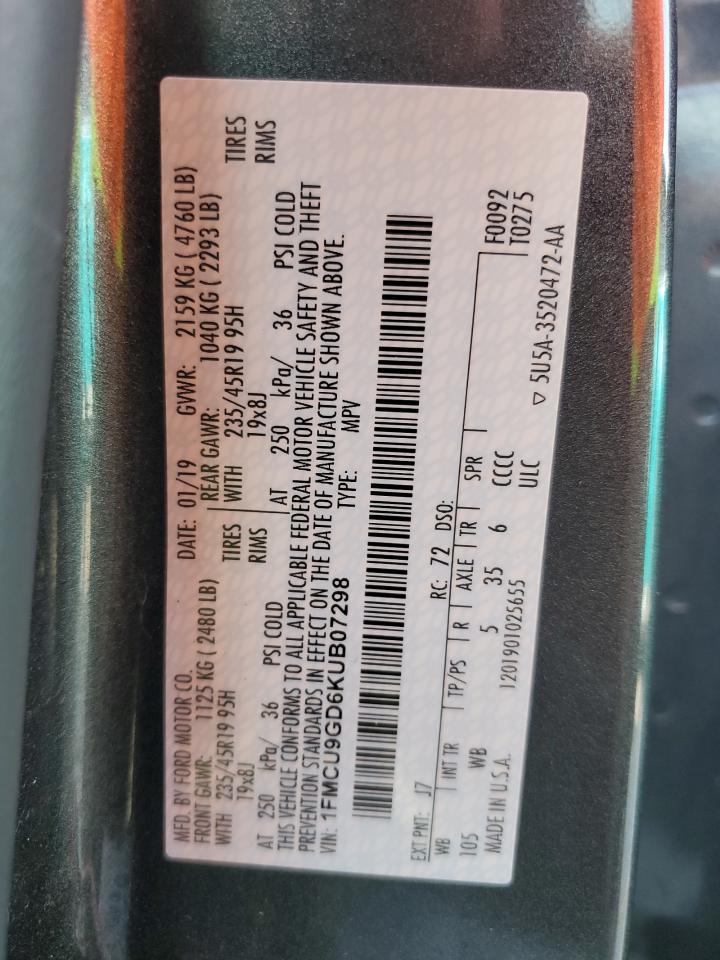 MFD. BY FORD MOTOR CO. DATE: 01/19 GVWR: 2159 KG ( 4760 LB)
FRONT GAWR: 1125 KG ( 2480 LB) REAR GAWR: 1040 KG ( 2293 LB)
WITH 235/45R19 95H TIRES WITH 235/45R19 95H TIRES
19x8J RIMS 19x8J RIMS
AT 250 kPa/ 36 PSI COLD AT 250 kPa/ 36 PSI COLD
THIS VEHICLE CONFORMS TO ALL APPLICABLE FEDERAL MOTOR VEHICLE SAFETY AND THEFT
PREVENTION STANDARDS IN EFFECT ON THE DATE OF MANUFACTURE SHOWN ABOVE.
VIN: 1FMCU9GD6KUB07298 TYPE: MPV
EXT PNT: J7 RC: 72 DSO:
WB INT TR TP/PS R AXLE TR SPR F0092
105 WB 5 35 6 CCCC T0275
MADE IN U.S.A. 1201901025655 ULC
▽ 5U5A-3520472-AA